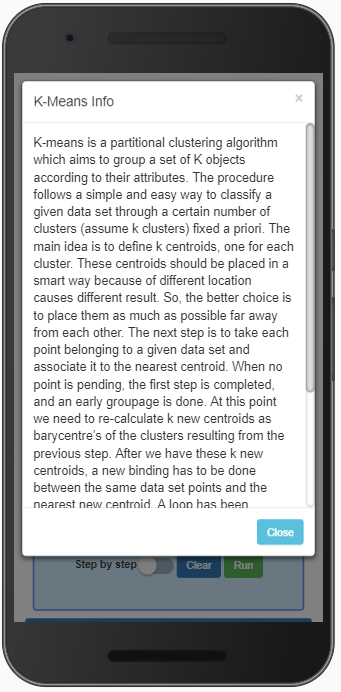 K-Means Info
×
K-means is a partitional clustering algorithm
which aims to group a set of K objects
according to their attributes. The procedure
follows a simple and easy way to classify a
given data set through a certain number of
clusters (assume k clusters) fixed a priori. The
main idea is to define k centroids, one for each
cluster. These centroids should be placed in a
smart way because of different location
causes different result. So, the better choice is
to place them as much as possible far away
from each other. The next step is to take each
point belonging to a given data set and
associate it to the nearest centroid. When no
point is pending, the first step is completed,
and an early groupage is done. At this point
we need to re-calculate k new centroids as
barycentre's of the clusters resulting from the
previous step. After we have these k new
centroids, a new binding has to be done
between the same data set points and the
nearest new centroid. A loop has been
Close
Step by step Clear Run